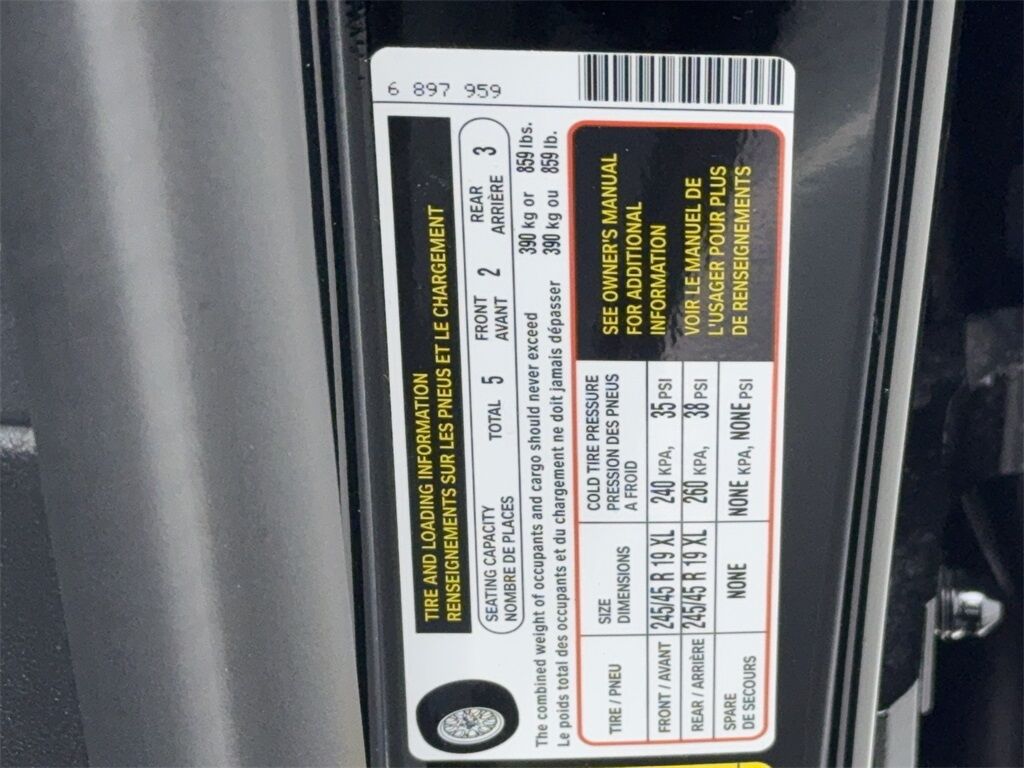 6 897 959
TIRE AND LOADING INFORMATION
RENSEIGNEMENTS SUR LES PNEUS ET LE CHARGEMENT
SEATING CAPACITY TOTAL 5 FRONT 2 REAR 3
NOMBRE DE PLACES AVANT ARRIÈRE
The combined weight of occupants and cargo should never exceed 390 kg or 859 lbs.
Le poids total des occupants et du chargement ne doit jamais dépasser 390 kg ou 859 lb.
TIRE / PNEU
SIZE
DIMENSIONS
COLD TIRE PRESSURE
PRESSION DES PNEUS
A FROID
FRONT / AVANT 245/45 R 19 XL 240 KPA, 35 PSI
REAR / ARRIÈRE 245/45 R 19 XL 260 KPA, 38 PSI
SPARE
DE SECOURS
NONE NONE KPA, NONE PSI
SEE OWNER'S MANUAL
FOR ADDITIONAL
INFORMATION
VOIR LE MANUEL DE
L'USAGER POUR PLUS
DE RENSEIGNEMENTS